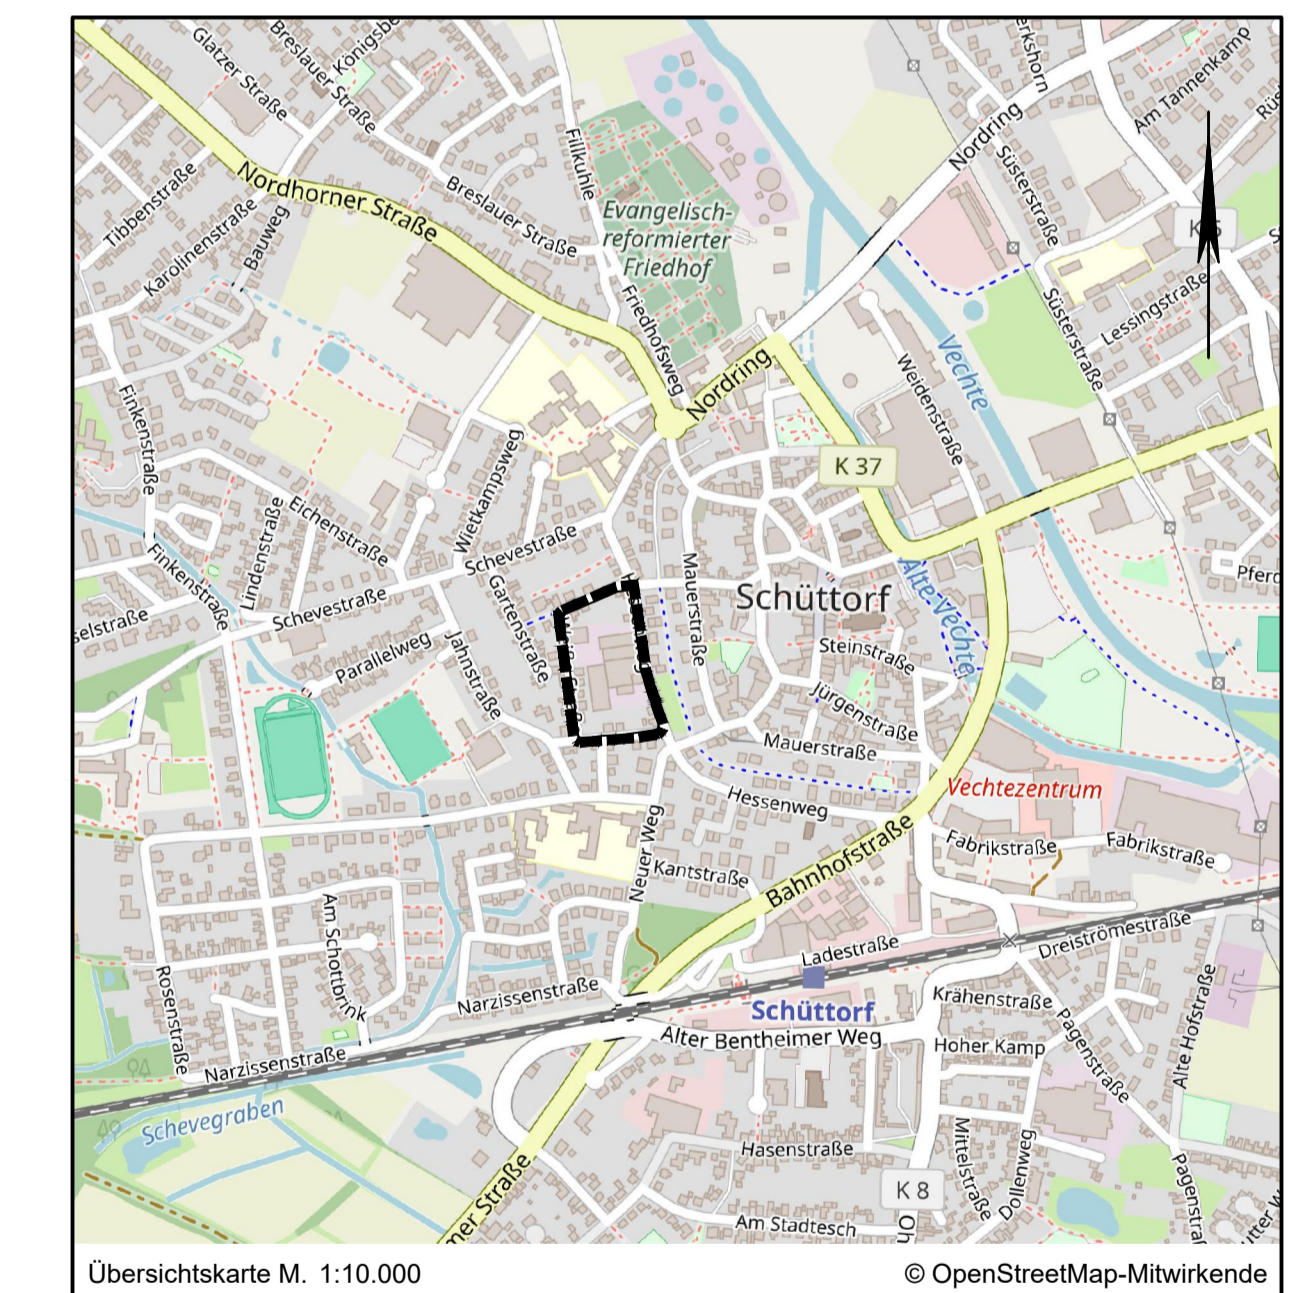 Glatzer Straße
Breslauer Straße
Nordring
Am Tannenkamp
Tibbenstraße
Karolinenstraße
Bauweg
Nordhorner Straße
Breslauer Straße
Fillkuhle
Evangelisch-
reformierter
Friedhof
Friedhofsweg
Süsterstraße
Lessingstraße
Süsterstraße
Nordring
Vechte
Weidenstraße
Finkenstraße
K 37
Wietkampsweg
Lindenstraße
Eichenstraße
Schevestraße
Finkenstraße
Schevestraße
Gartenstraße
Mauerstraße
Schüttorf
Alte Vechte
Parallelweg
Jahnstraße
Steinstraße
Jürgenstraße
Mauerstraße
Vechtezentrum
Hessenweg
Fabrikstraße
Fabrikstraße
Neuer Weg
Kantstraße
Bahnhofstraße
Am Schottbrink
Rosenstraße
Ladestraße
Dreiströmestraße
Narzissenstraße
Schüttorf
Krähenstraße
Pagenstraße
Alte Hofstraße
Alter Bentheimer Weg
Hoher Kamp
Narzissenstraße
Schevegraben
Hasenstraße
Mittelstraße
Dollenweg
K 8
Am Stadtesch
Übersichtskarte M. 1:10.000
© OpenStreetMap-Mitwirkende